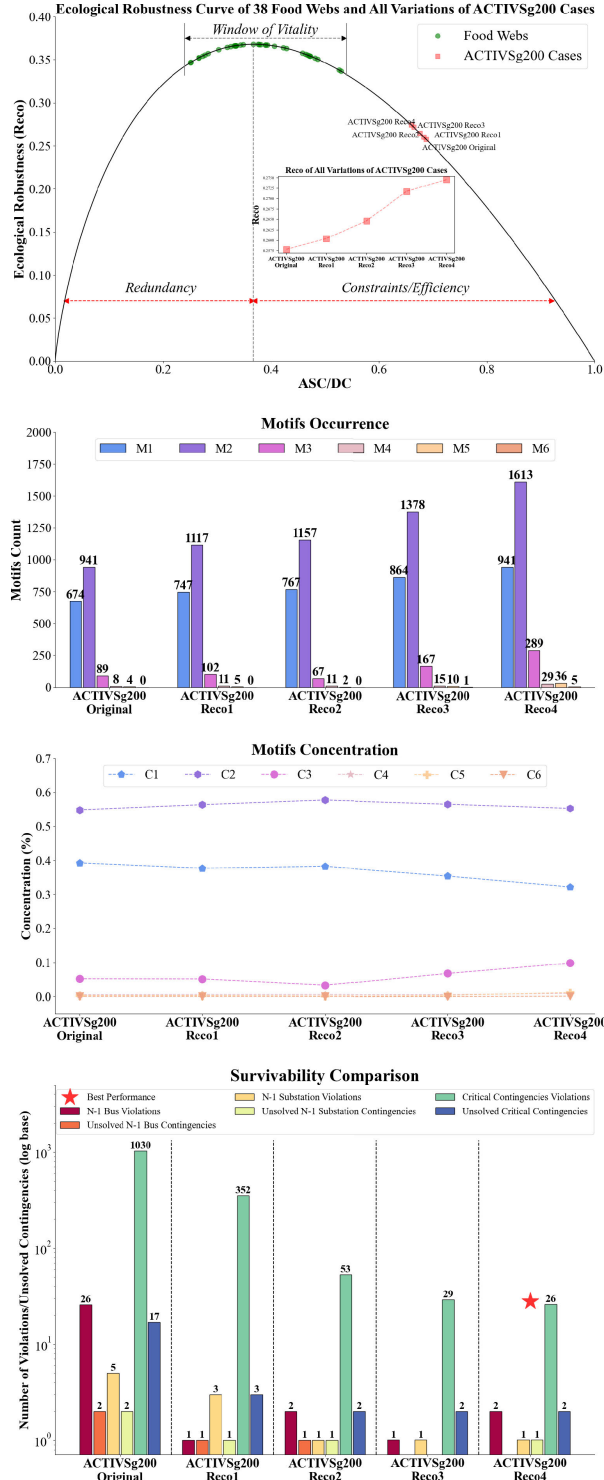 Ecological Robustness Curve of 38 Food Webs and All Variations of ACTIVSg200 Cases
0.40
0.35
0.30
0.25
0.20
0.15
0.10
0.05
0.00
Ecological Robustness (Reco)
Window of Vitality
Food Webs
ACTIVSg200 Cases
ACTIVSg200 Reco4
ACTIVSg200 Reco3
ACTIVSg200 Reco2
ACTIVSg200 Reco1
ACTIVSg200 Original
Reco of All Variations of ACTIVSg200 Cases
Reco
ACTIVSg200 Original
ACTIVSg200 Reco1
ACTIVSg200 Reco2
ACTIVSg200 Reco3
ACTIVSg200 Reco4
Redundancy
Constraints/Efficiency
0.0 0.2 0.4 0.6 0.8 1.0
ASC/DC
Motifs Occurrence
2000
1750
1500
1250
1000
750
500
250
0
Motifs Count
M1 M2 M3 M4 M5 M6
674 941 89 8 4 0
747 1117 102 11 5 0
767 1157 67 11 2 0
864 1378 167 15 10 1
941 1613 289 29 36 5
ACTIVSg200 ACTIVSg200 ACTIVSg200 ACTIVSg200 ACTIVSg200
Original Reco1 Reco2 Reco3 Reco4
Motifs Concentration
0.7
0.6
0.5
0.4
0.3
0.2
0.1
0.0
Concentration (%)
C1 C2 C3 C4 C5 C6
ACTIVSg200 ACTIVSg200 ACTIVSg200 ACTIVSg200 ACTIVSg200
Original Reco1 Reco2 Reco3 Reco4
Survivability Comparison
Best Performance
N-1 Bus Violations
Unsolved N-1 Bus Contingencies
N-1 Substation Violations
Unsolved N-1 Substation Contingencies
Critical Contingencies Violations
Unsolved Critical Contingencies
Number of Violations/Unsolved Contingencies (log base)
10³
10²
10¹
10⁰
26 2 5 2 1030 17
1 1 3 1 352 3
2 1 1 1 53 2
1 1 29 2
2 1 1 26 2
ACTIVSg200 ACTIVSg200 ACTIVSg200 ACTIVSg200 ACTIVSg200
Original Reco1 Reco2 Reco3 Reco4